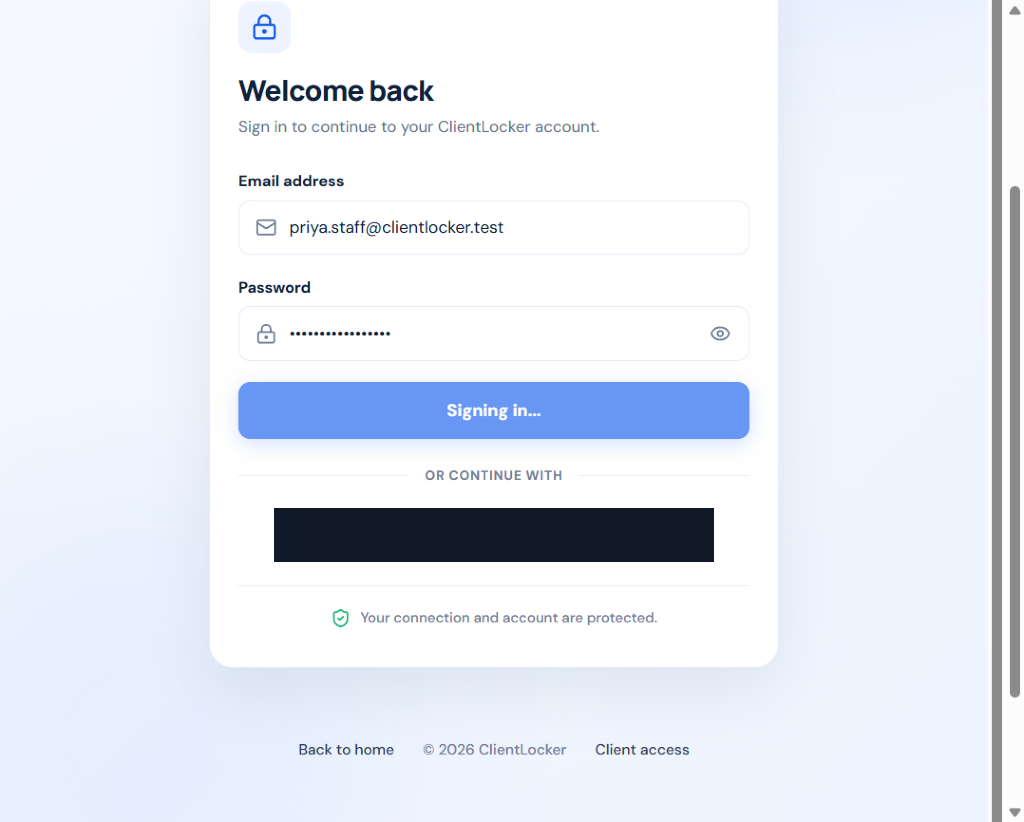 Welcome back
Sign in to continue to your ClientLocker account.
Email address
priya.staff@clientlocker.test
Password
•••••••••••••••••
Signing in...
OR CONTINUE WITH
Your connection and account are protected.
Back to home © 2026 ClientLocker Client access